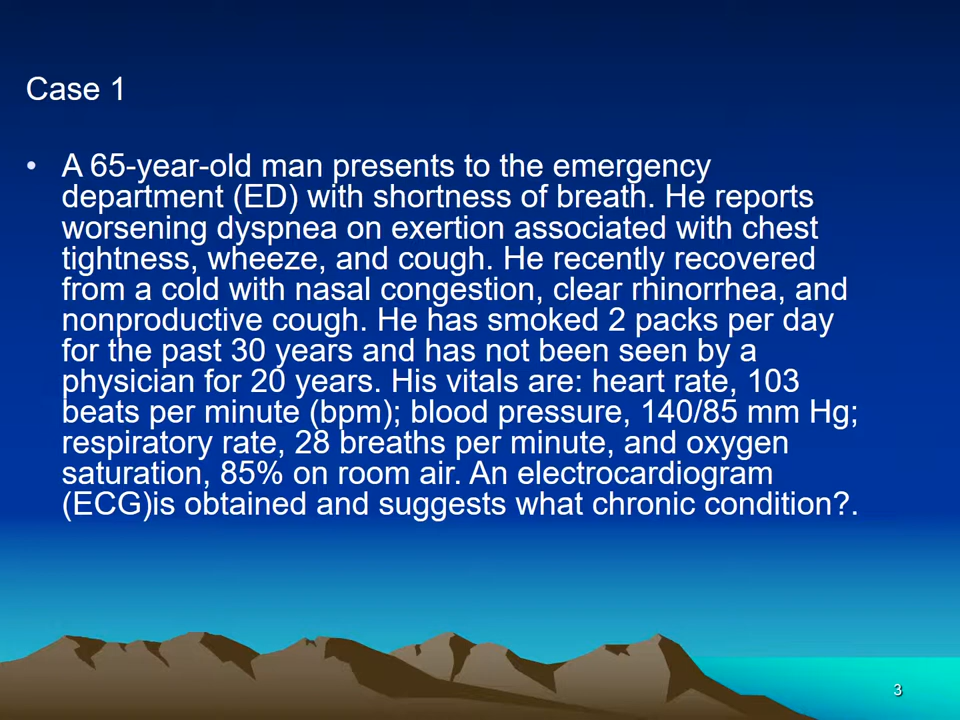 Case 1
• A 65-year-old man presents to the emergency
department (ED) with shortness of breath. He reports
worsening dyspnea on exertion associated with chest
tightness, wheeze, and cough. He recently recovered
from a cold with nasal congestion, clear rhinorrhea, and
nonproductive cough. He has smoked 2 packs per day
for the past 30 years and has not been seen by a
physician for 20 years. His vitals are: heart rate, 103
beats per minute (bpm); blood pressure, 140/85 mm Hg;
respiratory rate, 28 breaths per minute, and oxygen
saturation, 85% on room air. An electrocardiogram
(ECG)is obtained and suggests what chronic condition?.
3